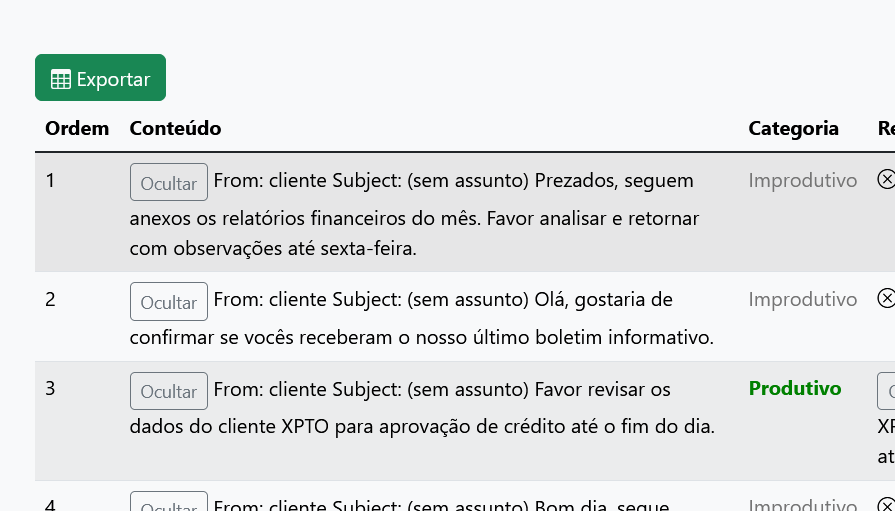 Exportar
Ordem Conteúdo Categoria Re
1 Ocultar From: cliente Subject: (sem assunto) Prezados, seguem Improdutivo
anexos os relatórios financeiros do mês. Favor analisar e retornar
com observações até sexta-feira.
2 Ocultar From: cliente Subject: (sem assunto) Olá, gostaria de Improdutivo
confirmar se vocês receberam o nosso último boletim informativo.
3 Ocultar From: cliente Subject: (sem assunto) Favor revisar os Produtivo
dados do cliente XPTO para aprovação de crédito até o fim do dia. XP
at
4 Ocultar From: cliente Subject: (sem assunto) Bom dia, segue Improdutivo